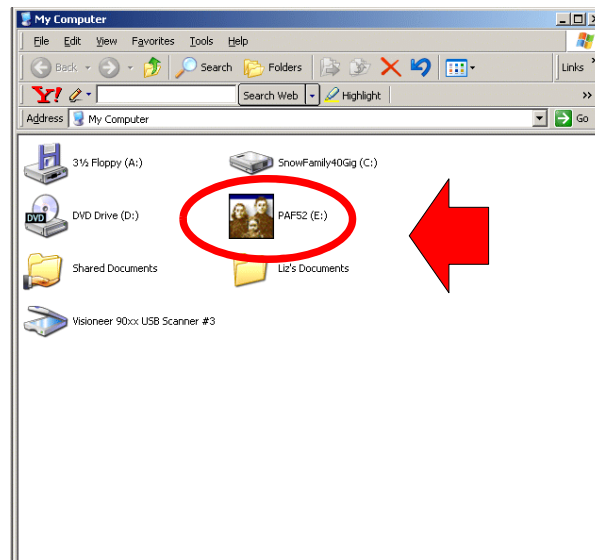 My Computer
File Edit View Favorites Tools Help
Back Search Folders Links »
Y! Search Web Highlight »
Address My Computer Go
3½ Floppy (A:) SnowFamily40Gig (C:)
DVD DVD Drive (D:) PAF52 (E:)
Shared Documents Liz's Documents
Visioneer 90xx USB Scanner #3